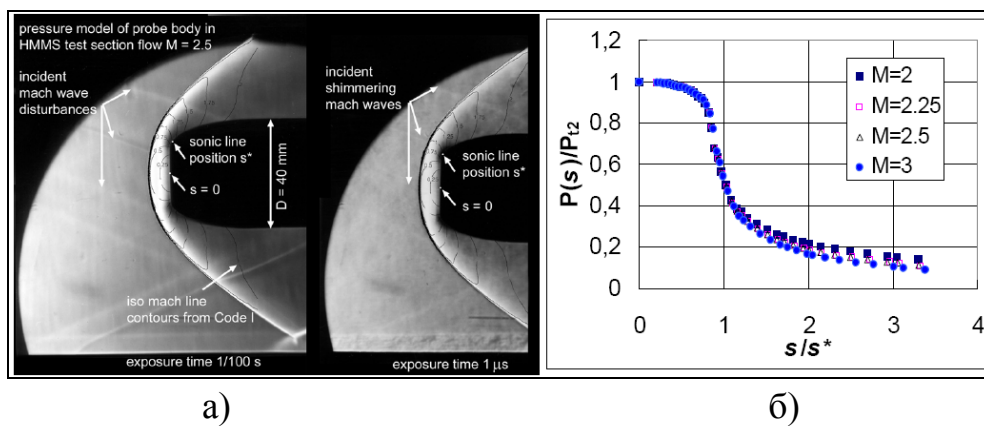 pressure model of probe body in
HMMS test section flow M = 2.5
incident
mach wave
disturbances
sonic line
position s*
s = 0
D = 40 mm
iso mach line
contours from Code I
exposure time 1/100 s
incident
shimmering
mach waves
sonic line
position s*
s = 0
exposure time 1 μs
P(s)/Pt2
1,2
1
0,8
0,6
0,4
0,2
0
0
1
2
3
4
s/s*
M=2
M=2.25
M=2.5
M=3
а)
б)